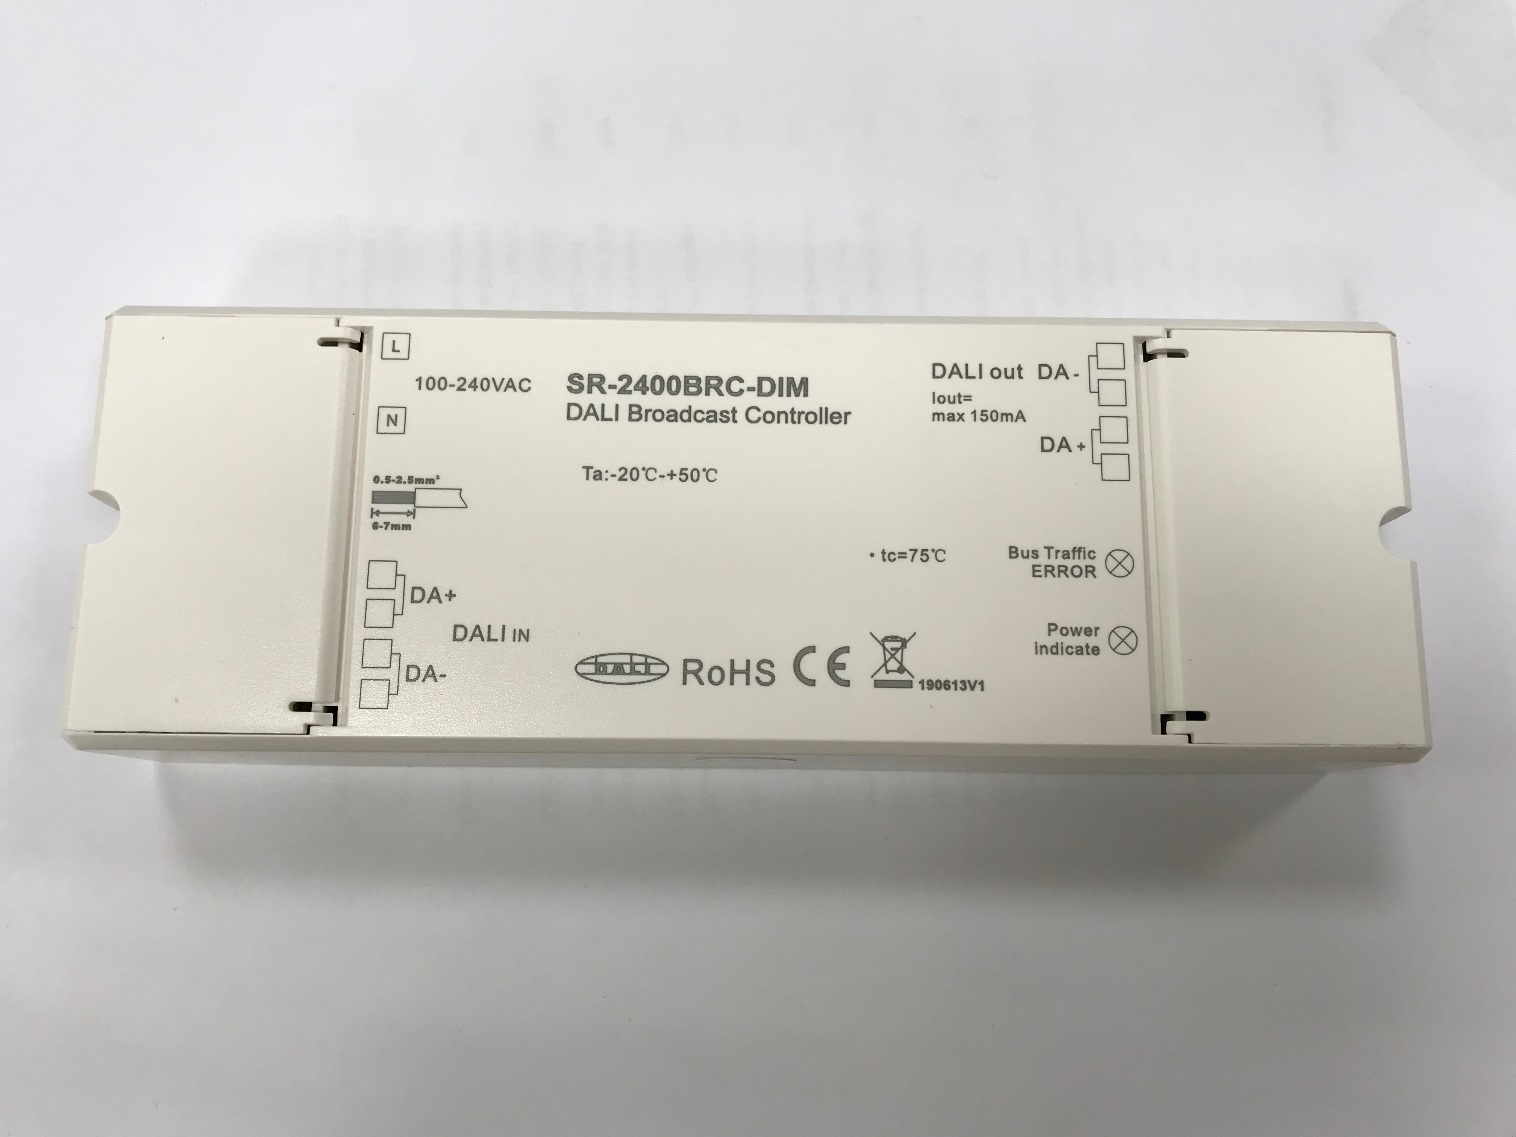 L
100-240VAC
N
0.5-2.5mm²
6-7mm
DA+
DALI IN
DA-
SR-2400BRC-DIM
DALI Broadcast Controller
Ta:-20℃-+50℃
• tc=75℃
DALI
RoHS
CE
190613V1
DALI out DA-
Iout=
max 150mA
DA+
Bus Traffic
ERROR
Power
indicate